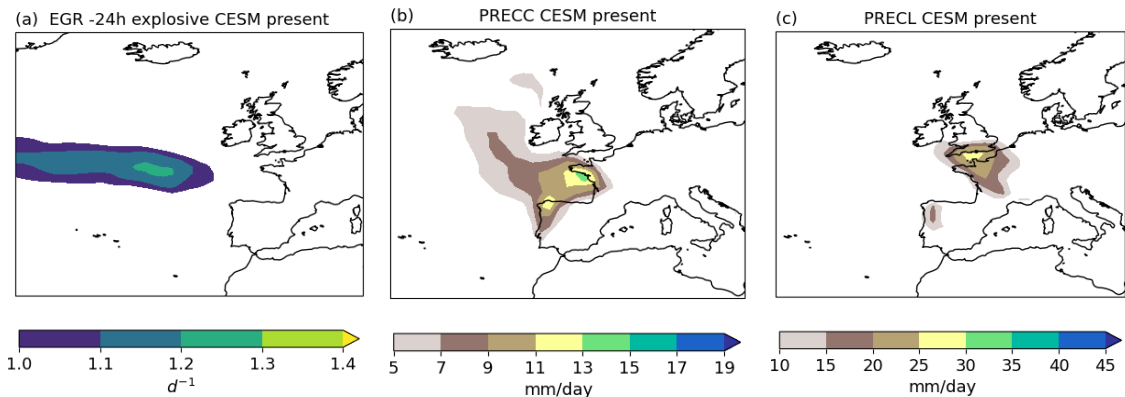 (a) EGR -24h explosive CESM present
(b) PRECC CESM present
(c) PRECL CESM present
1.0 1.1 1.2 1.3 1.4
d⁻¹
5 7 9 11 13 15 17 19
mm/day
10 15 20 25 30 35 40 45
mm/day